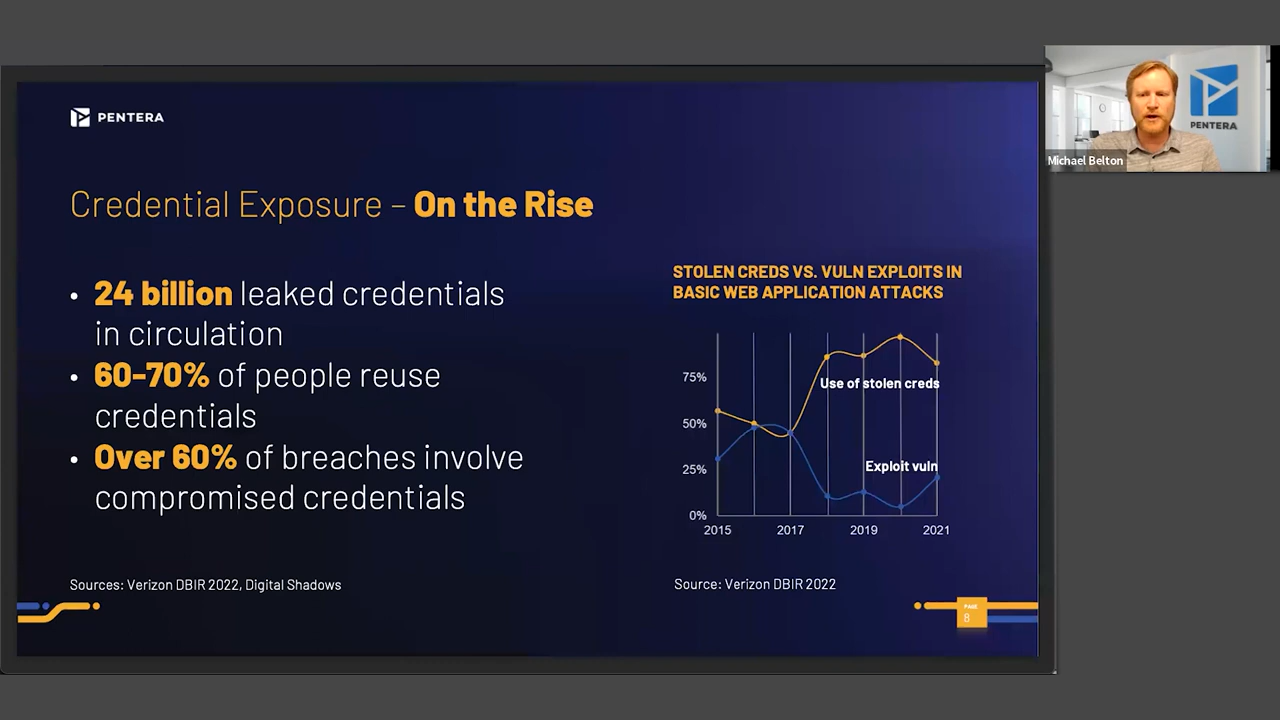 PENTERA
Credential Exposure – On the Rise
• 24 billion leaked credentials
in circulation
• 60-70% of people reuse
credentials
• Over 60% of breaches involve
compromised credentials
Sources: Verizon DBIR 2022, Digital Shadows
STOLEN CREDS VS. VULN EXPLOITS IN
BASIC WEB APPLICATION ATTACKS
75%
50%
25%
0%
Use of stolen creds
Exploit vuln
2015 2017 2019 2021
Source: Verizon DBIR 2022
PAGE
8
PENTERA
Michael Belton